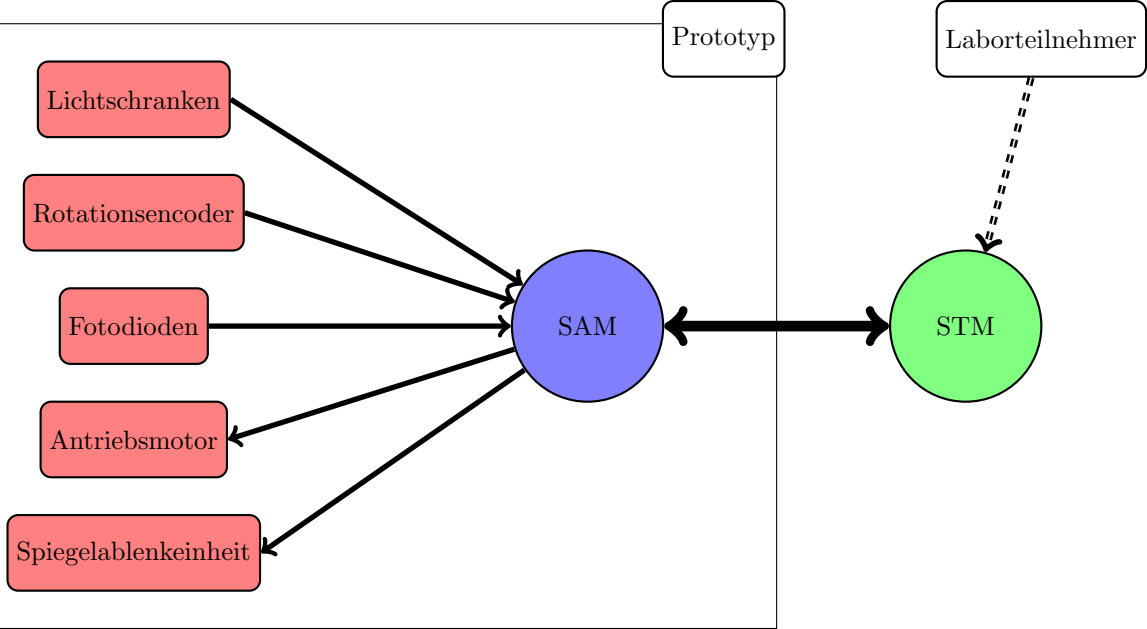 Prototyp
Laborteilnehmer
Lichtschranken
Rotationsencoder
Fotodioden
SAM
STM
Antriebsmotor
Spiegelablenkeinheit